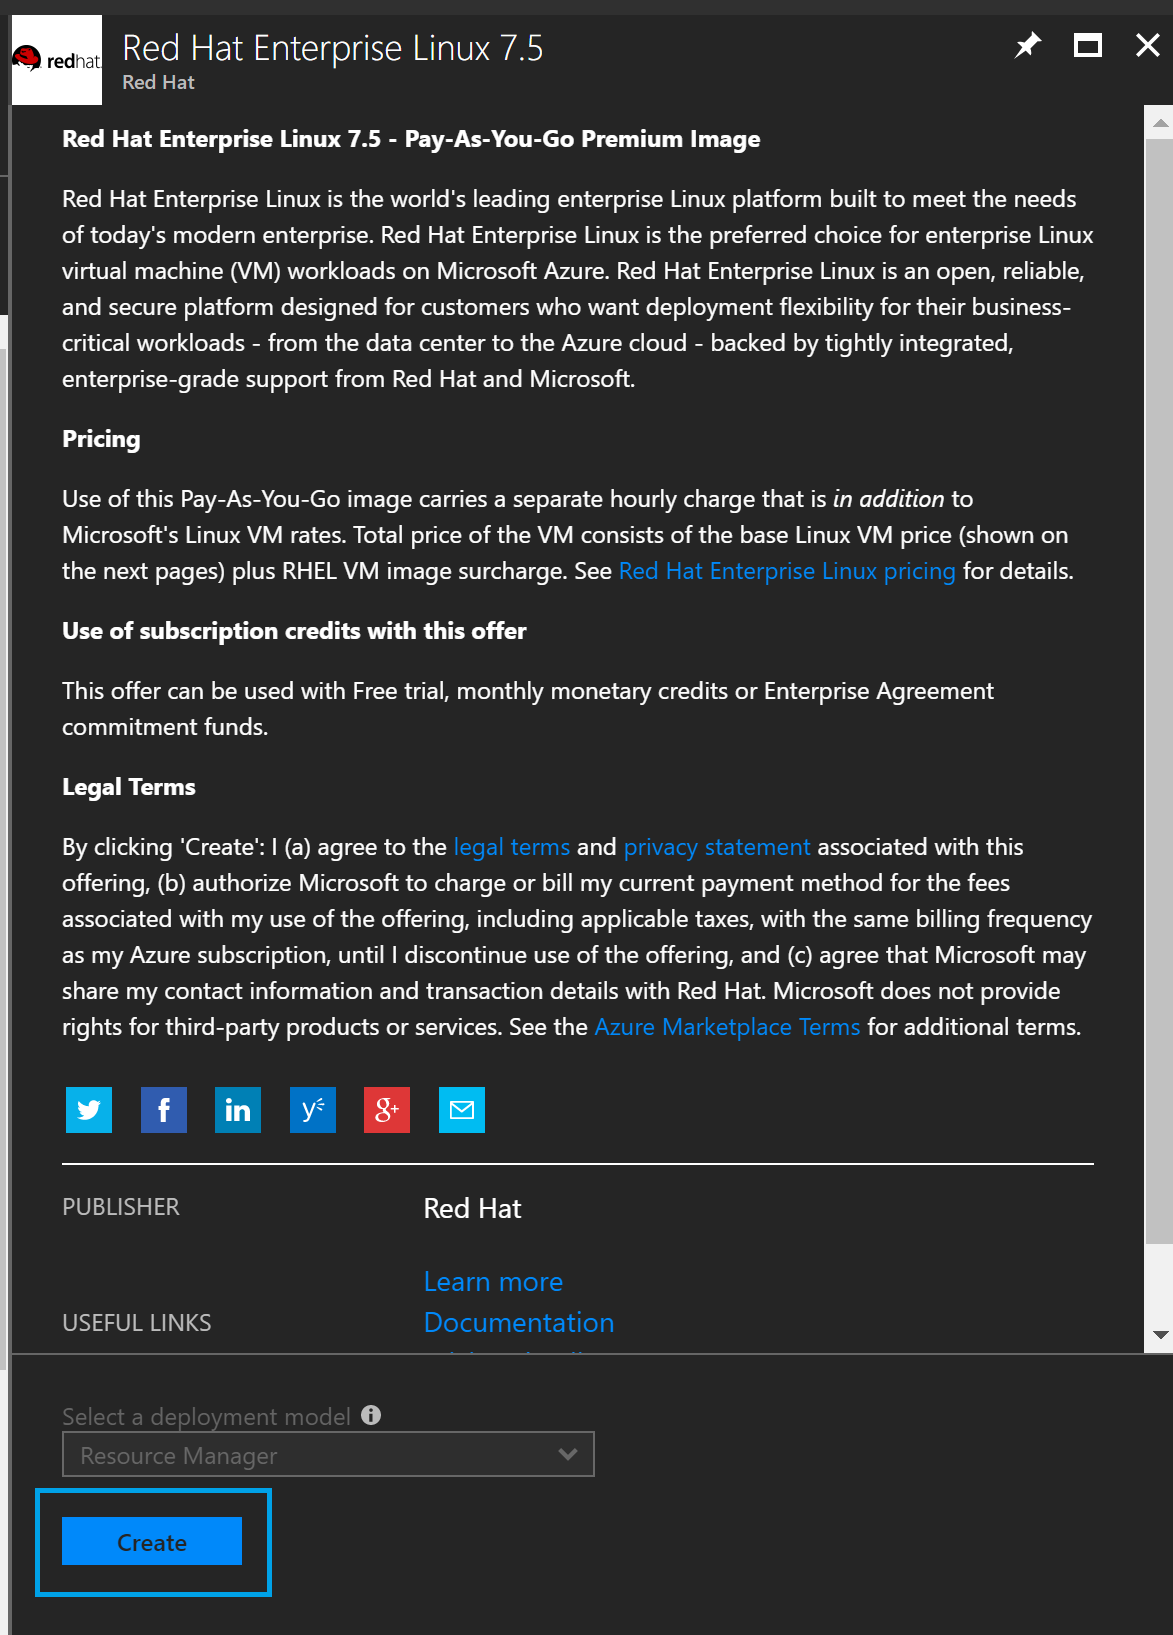 redhat.
Red Hat Enterprise Linux 7.5
Red Hat
Red Hat Enterprise Linux 7.5 - Pay-As-You-Go Premium Image
Red Hat Enterprise Linux is the world's leading enterprise Linux platform built to meet the needs
of today's modern enterprise. Red Hat Enterprise Linux is the preferred choice for enterprise Linux
virtual machine (VM) workloads on Microsoft Azure. Red Hat Enterprise Linux is an open, reliable,
and secure platform designed for customers who want deployment flexibility for their business-
critical workloads - from the data center to the Azure cloud - backed by tightly integrated,
enterprise-grade support from Red Hat and Microsoft.
Pricing
Use of this Pay-As-You-Go image carries a separate hourly charge that is in addition to
Microsoft's Linux VM rates. Total price of the VM consists of the base Linux VM price (shown on
the next pages) plus RHEL VM image surcharge. See Red Hat Enterprise Linux pricing for details.
Use of subscription credits with this offer
This offer can be used with Free trial, monthly monetary credits or Enterprise Agreement
commitment funds.
Legal Terms
By clicking 'Create': I (a) agree to the legal terms and privacy statement associated with this
offering, (b) authorize Microsoft to charge or bill my current payment method for the fees
associated with my use of the offering, including applicable taxes, with the same billing frequency
as my Azure subscription, until I discontinue use of the offering, and (c) agree that Microsoft may
share my contact information and transaction details with Red Hat. Microsoft does not provide
rights for third-party products or services. See the Azure Marketplace Terms for additional terms.
PUBLISHER
Red Hat
Learn more
USEFUL LINKS
Documentation
Select a deployment model
Resource Manager
Create